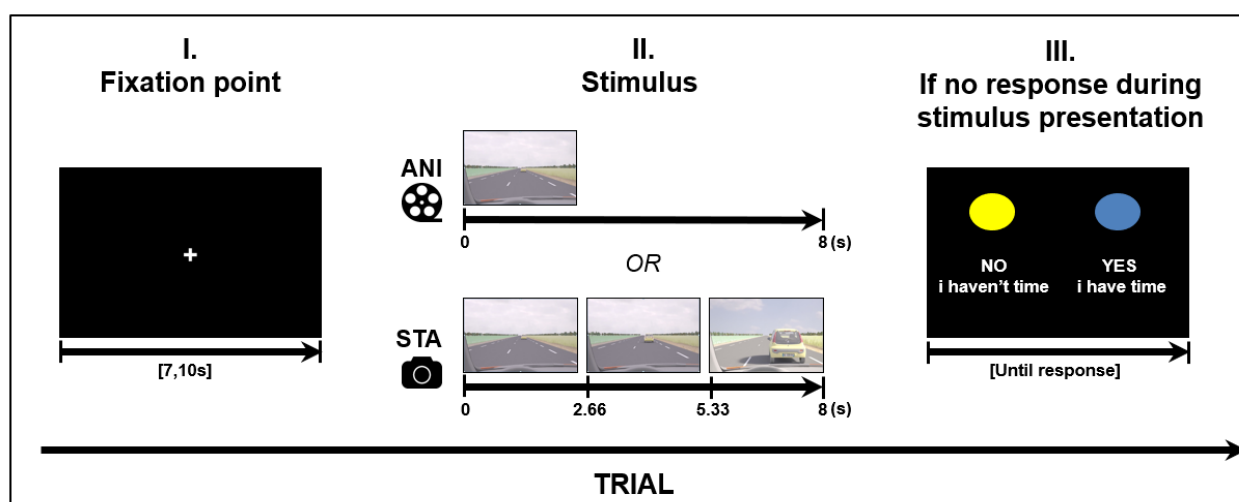 I.
Fixation point
[7,10s]
II.
Stimulus
ANI
0
8 (s)
OR
STA
0
2.66
5.33
8 (s)
III.
If no response during
stimulus presentation
NO
i haven't time
YES
i have time
[Until response]
TRIAL